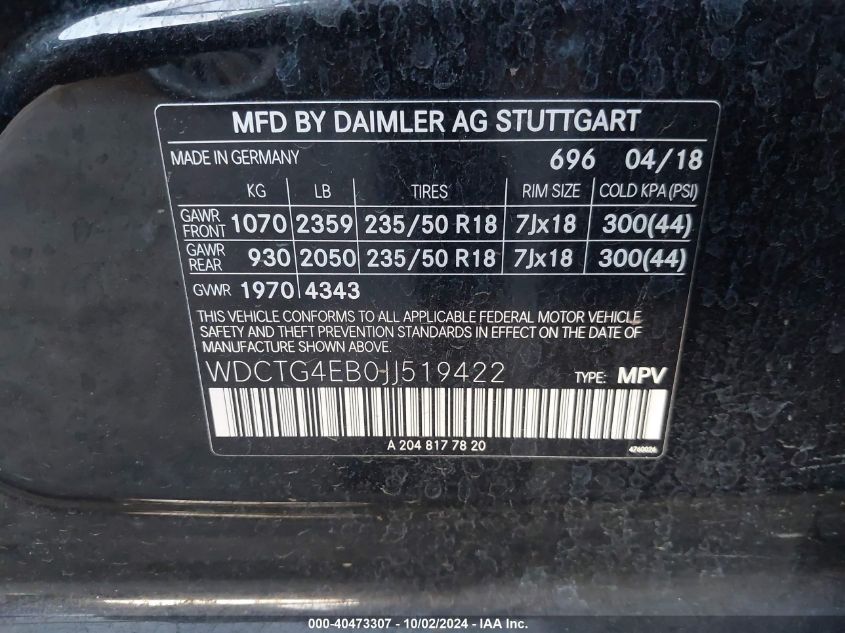 MFD BY DAIMLER AG STUTTGART
MADE IN GERMANY 696 04/18
KG LB TIRES RIM SIZE COLD KPA (PSI)
GAWR FRONT 1070 2359 235/50 R18 7Jx18 300(44)
GAWR REAR 930 2050 235/50 R18 7Jx18 300(44)
GVWR 1970 4343
THIS VEHICLE CONFORMS TO ALL APPLICABLE FEDERAL MOTOR VEHICLE
SAFETY AND THEFT PREVENTION STANDARDS IN EFFECT ON THE DATE OF
MANUFACTURE SHOWN ABOVE.
WDCTG4EB0JJ519422 TYPE: MPV
A 204 817 78 20 4760026
000-40473307 - 10/02/2024 - IAA Inc.